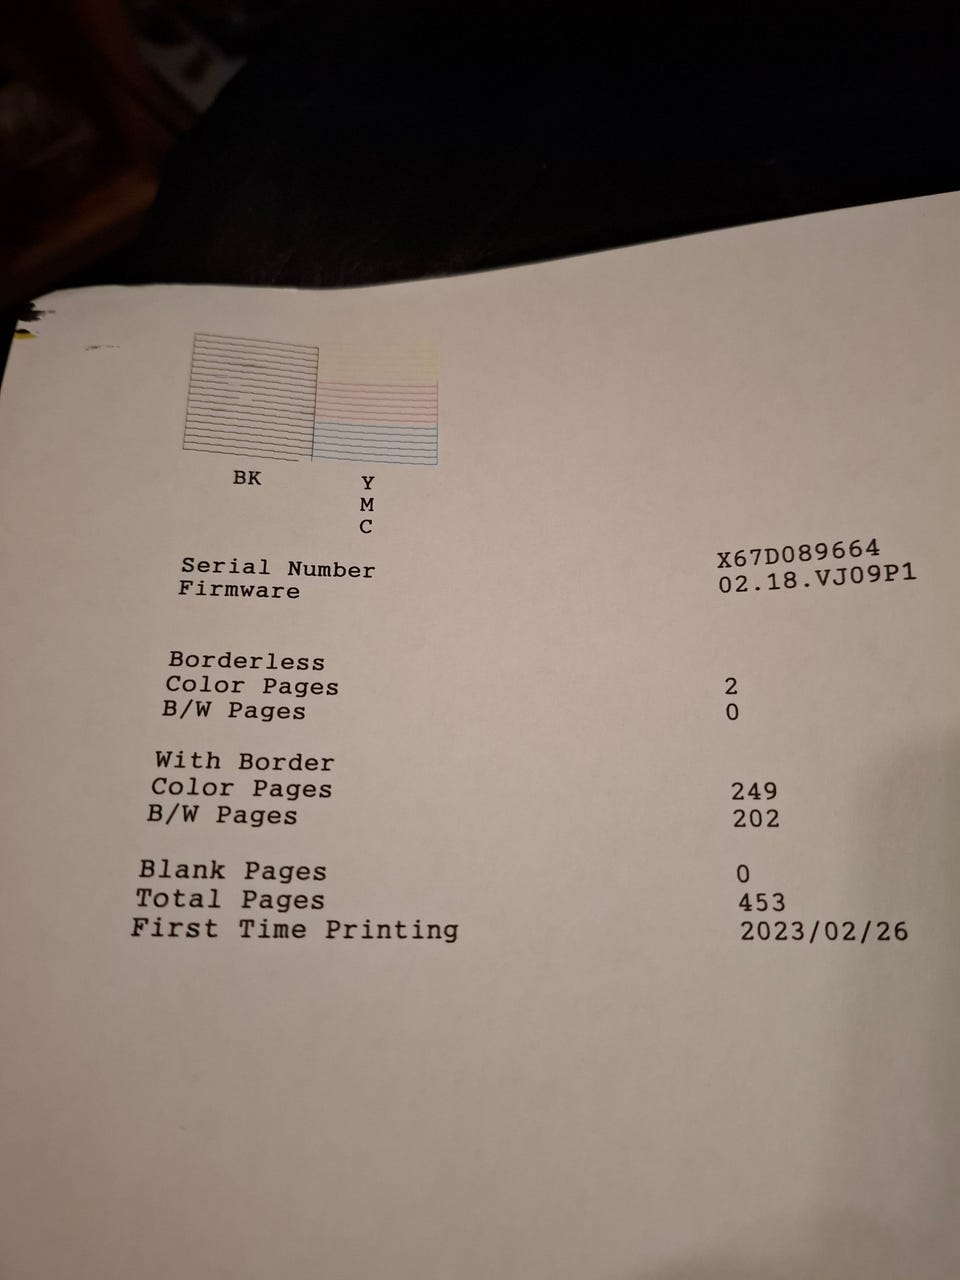 BK
Y
M
C
Serial Number X67D089664
Firmware 02.18.VJ09P1
Borderless
Color Pages 2
B/W Pages 0
With Border
Color Pages 249
B/W Pages 202
Blank Pages 0
Total Pages 453
First Time Printing 2023/02/26